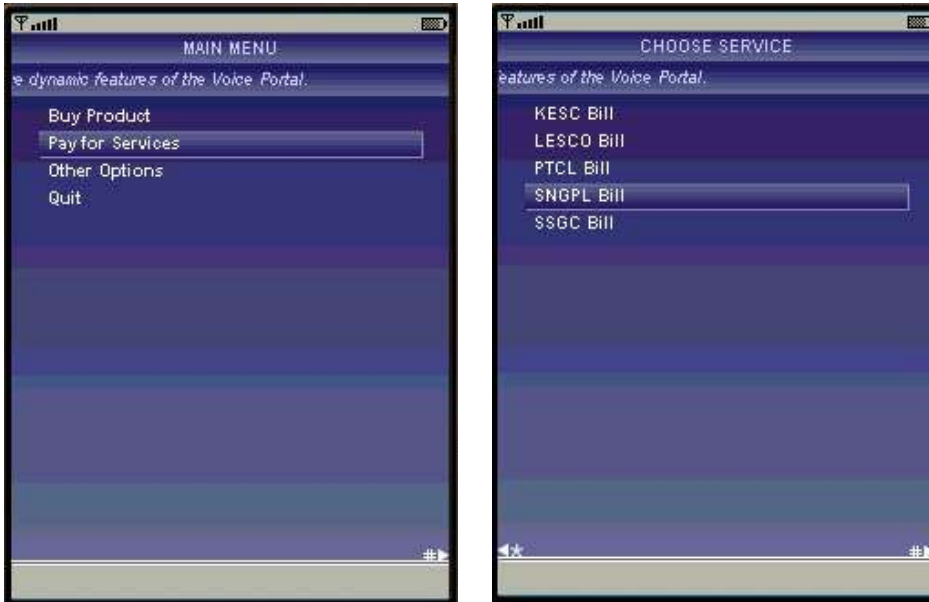 MAIN MENU
e dynamic features of the Voice Portal.
Buy Product
Pay for Services
Other Options
Quit
#
CHOOSE SERVICE
eatures of the Voice Portal.
KESC Bill
LESCO Bill
PTCL Bill
SNGPL Bill
SSGC Bill
* #